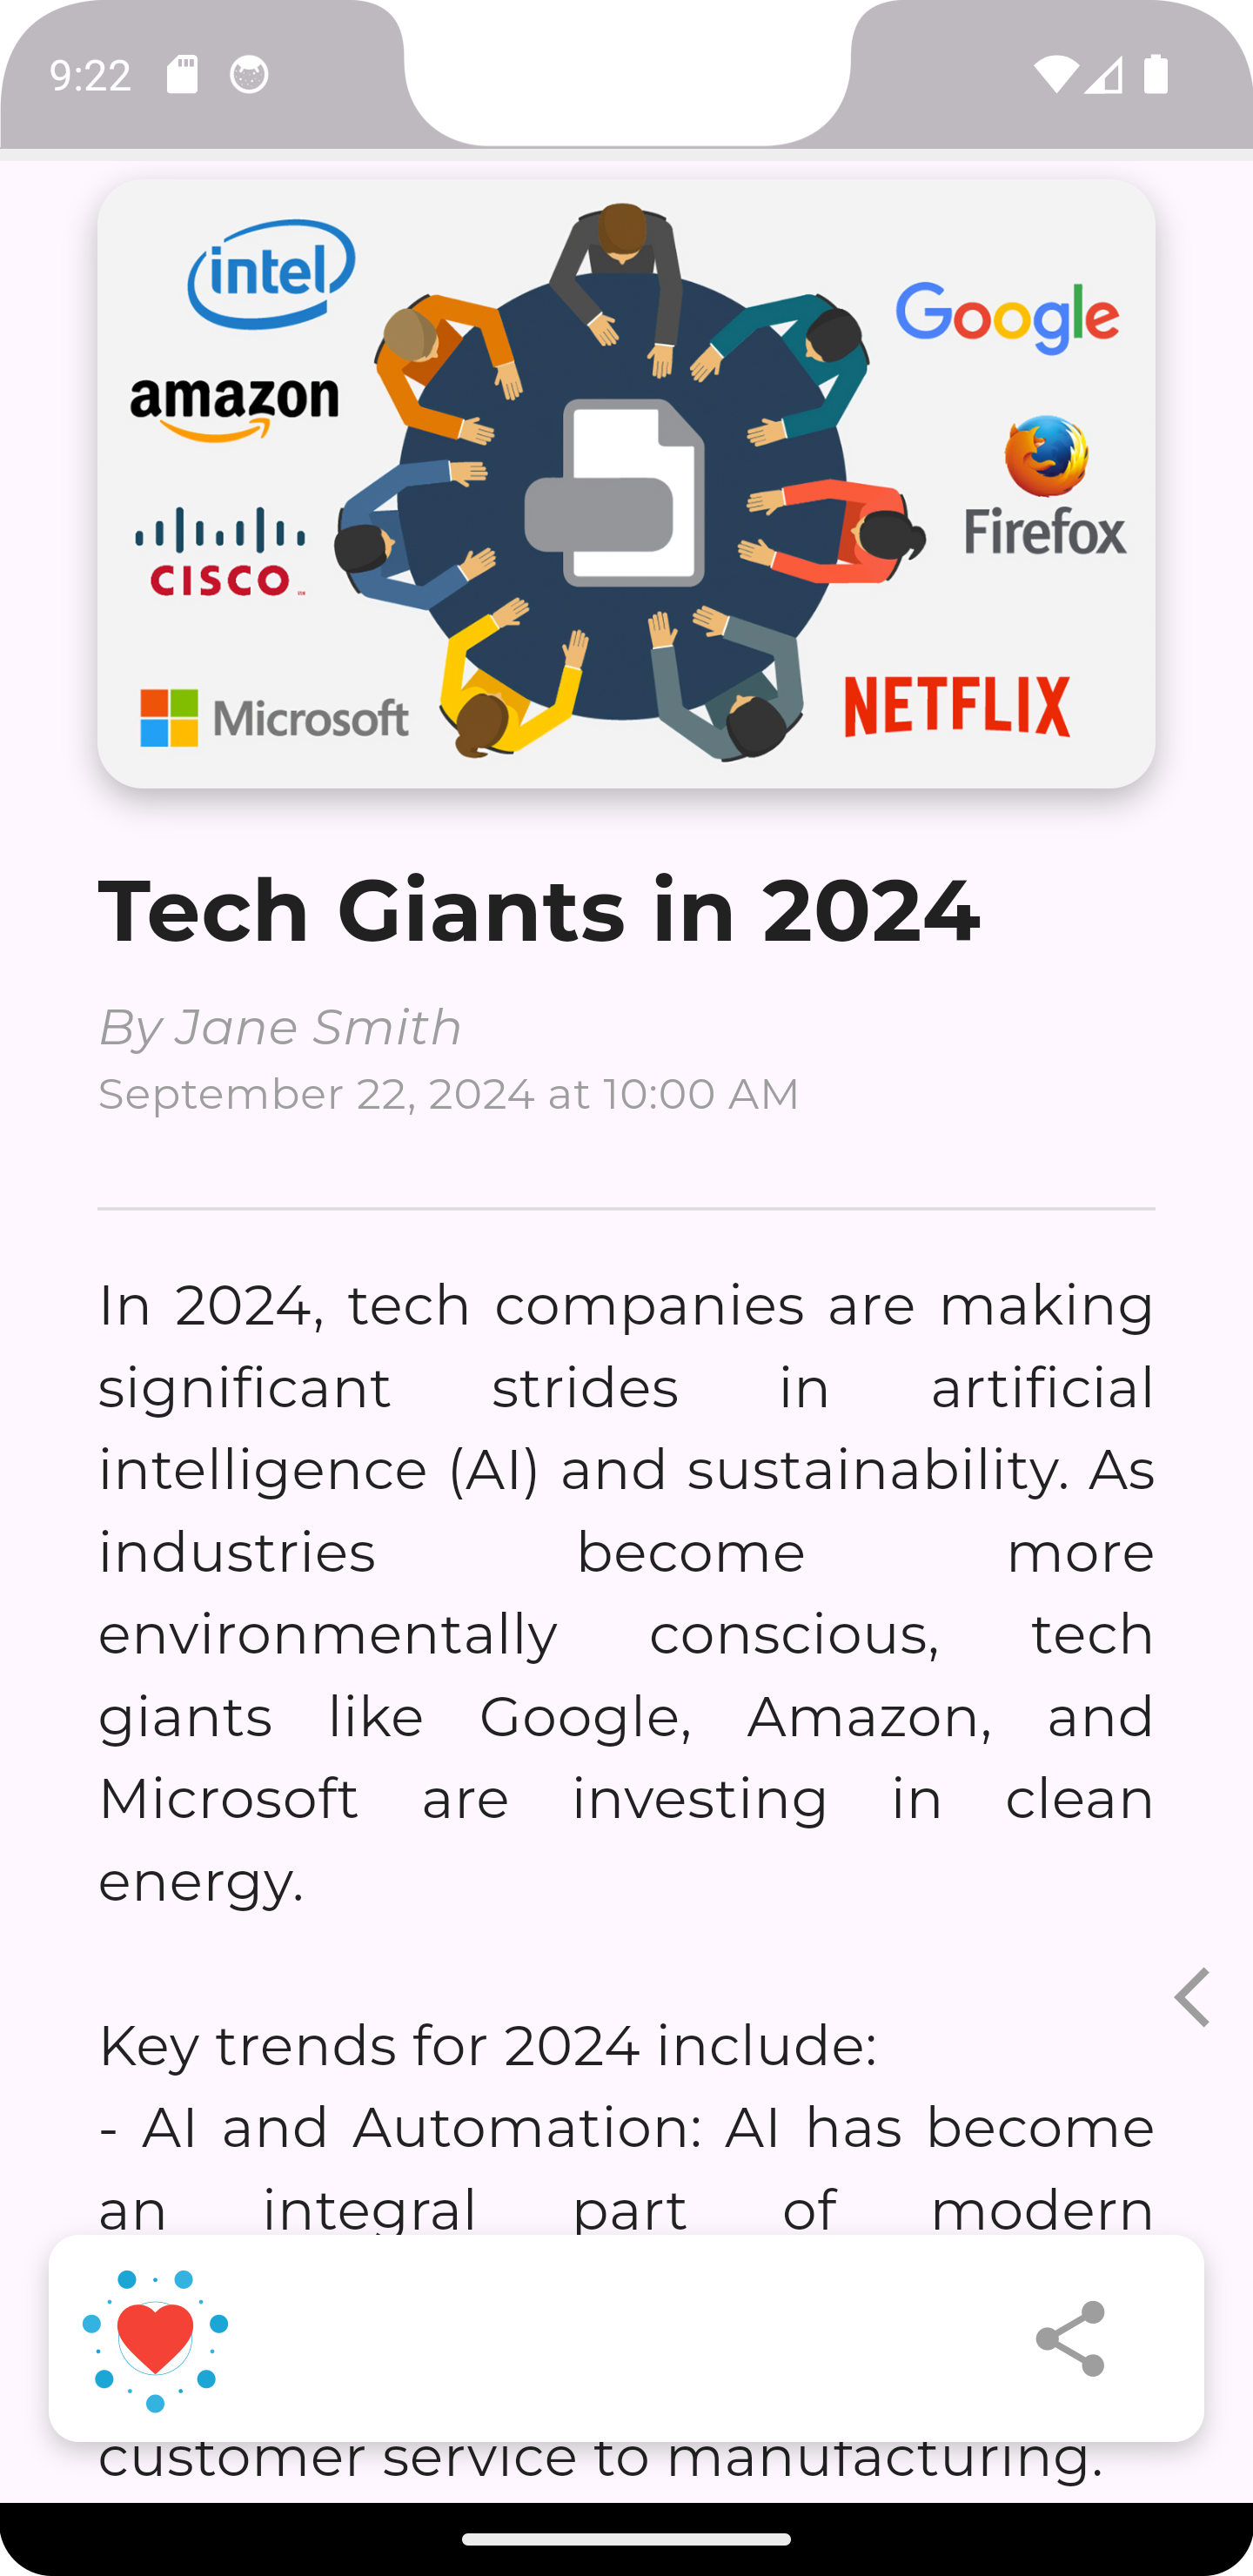 9:22
intel
Google
amazon
Firefox
CISCO
Microsoft
NETFLIX
Tech Giants in 2024
By Jane Smith
September 22, 2024 at 10:00 AM
In 2024, tech companies are making
significant strides in artificial
intelligence (AI) and sustainability. As
industries become more
environmentally conscious, tech
giants like Google, Amazon, and
Microsoft are investing in clean
energy.
Key trends for 2024 include:
- AI and Automation: AI has become
an integral part of modern
customer service to manufacturing.